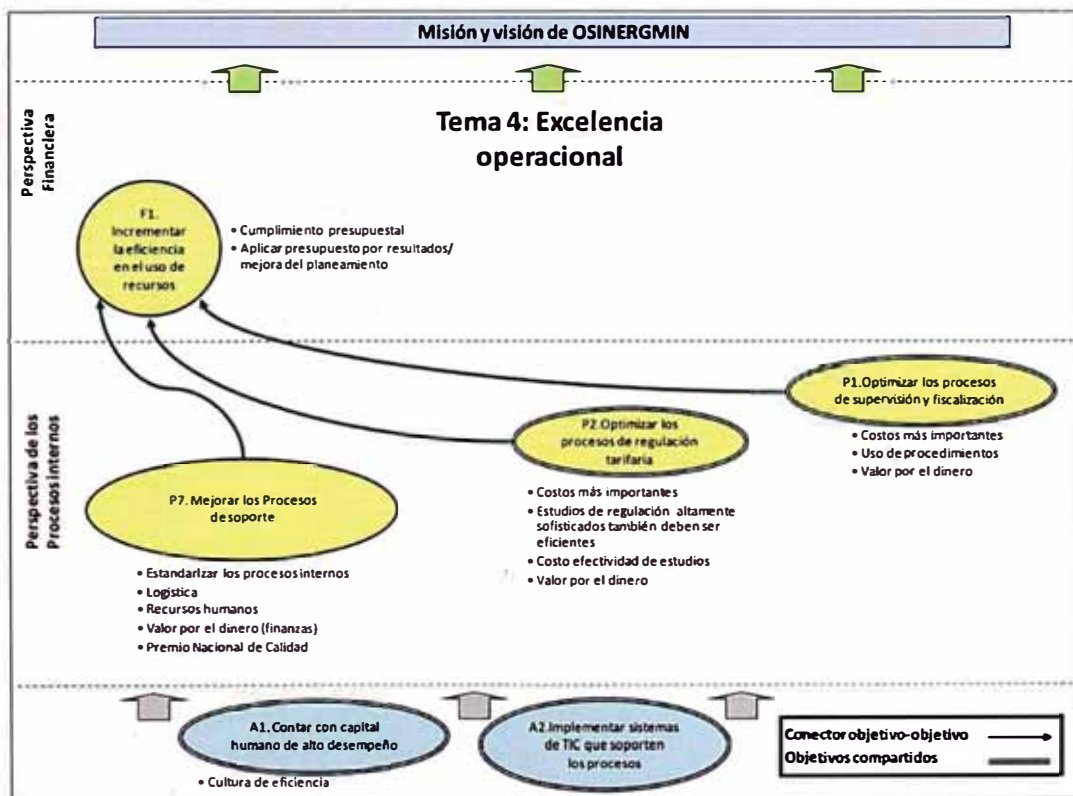 Misión y visión de OSINERGMIN
Perspectiva
Financlera
Tema 4: Excelencia
operacional
F1.
Incrementar
la eficiencia
en el uso de
recursos
• Cumplimiento presupuestal
• Aplicar presupuesto por resultados/
mejora del planeamiento
Perspectiva de los
Procesos internos
P1.Optimizar los procesos
de supervisión y fiscalización
• Costos más importantes
• Uso de procedimientos
• Valor por el dinero
P2.Optimizar los
procesos de regulación
tarifaria
• Costos más importantes
• Estudios de regulación altamente
sofisticados también deben ser
eficientes
• Costo efectividad de estudios
• Valor por el dinero
P7. Mejorar los Procesos
de soporte
• Estandarizar los procesos internos
• Logística
• Recursos humanos
• Valor por el dinero (finanzas)
• Premio Nacional de Calidad
A1. Contar con capital
humano de alto desempeño
• Cultura de eficiencia
A2.Implementar sistemas
de TIC que soporten
los procesos
Conector objetivo-objetivo
Objetivos compartidos